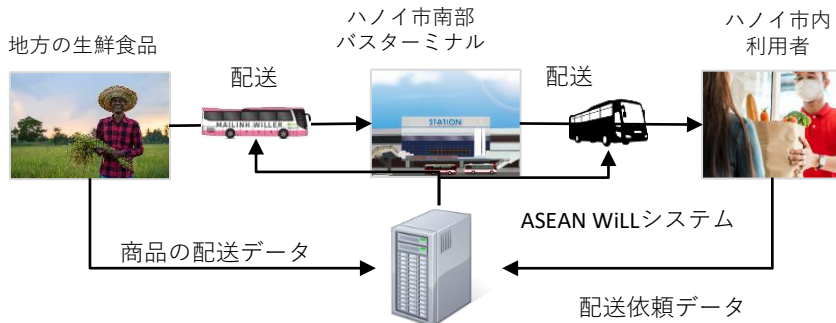 地方の生鮮食品
ハノイ市南部
バスターミナル
ハノイ市内
利用者
配送
配送
MAILINH WILLER
STATION
ASEAN WiLLシステム
商品の配送データ
配送依頼データ